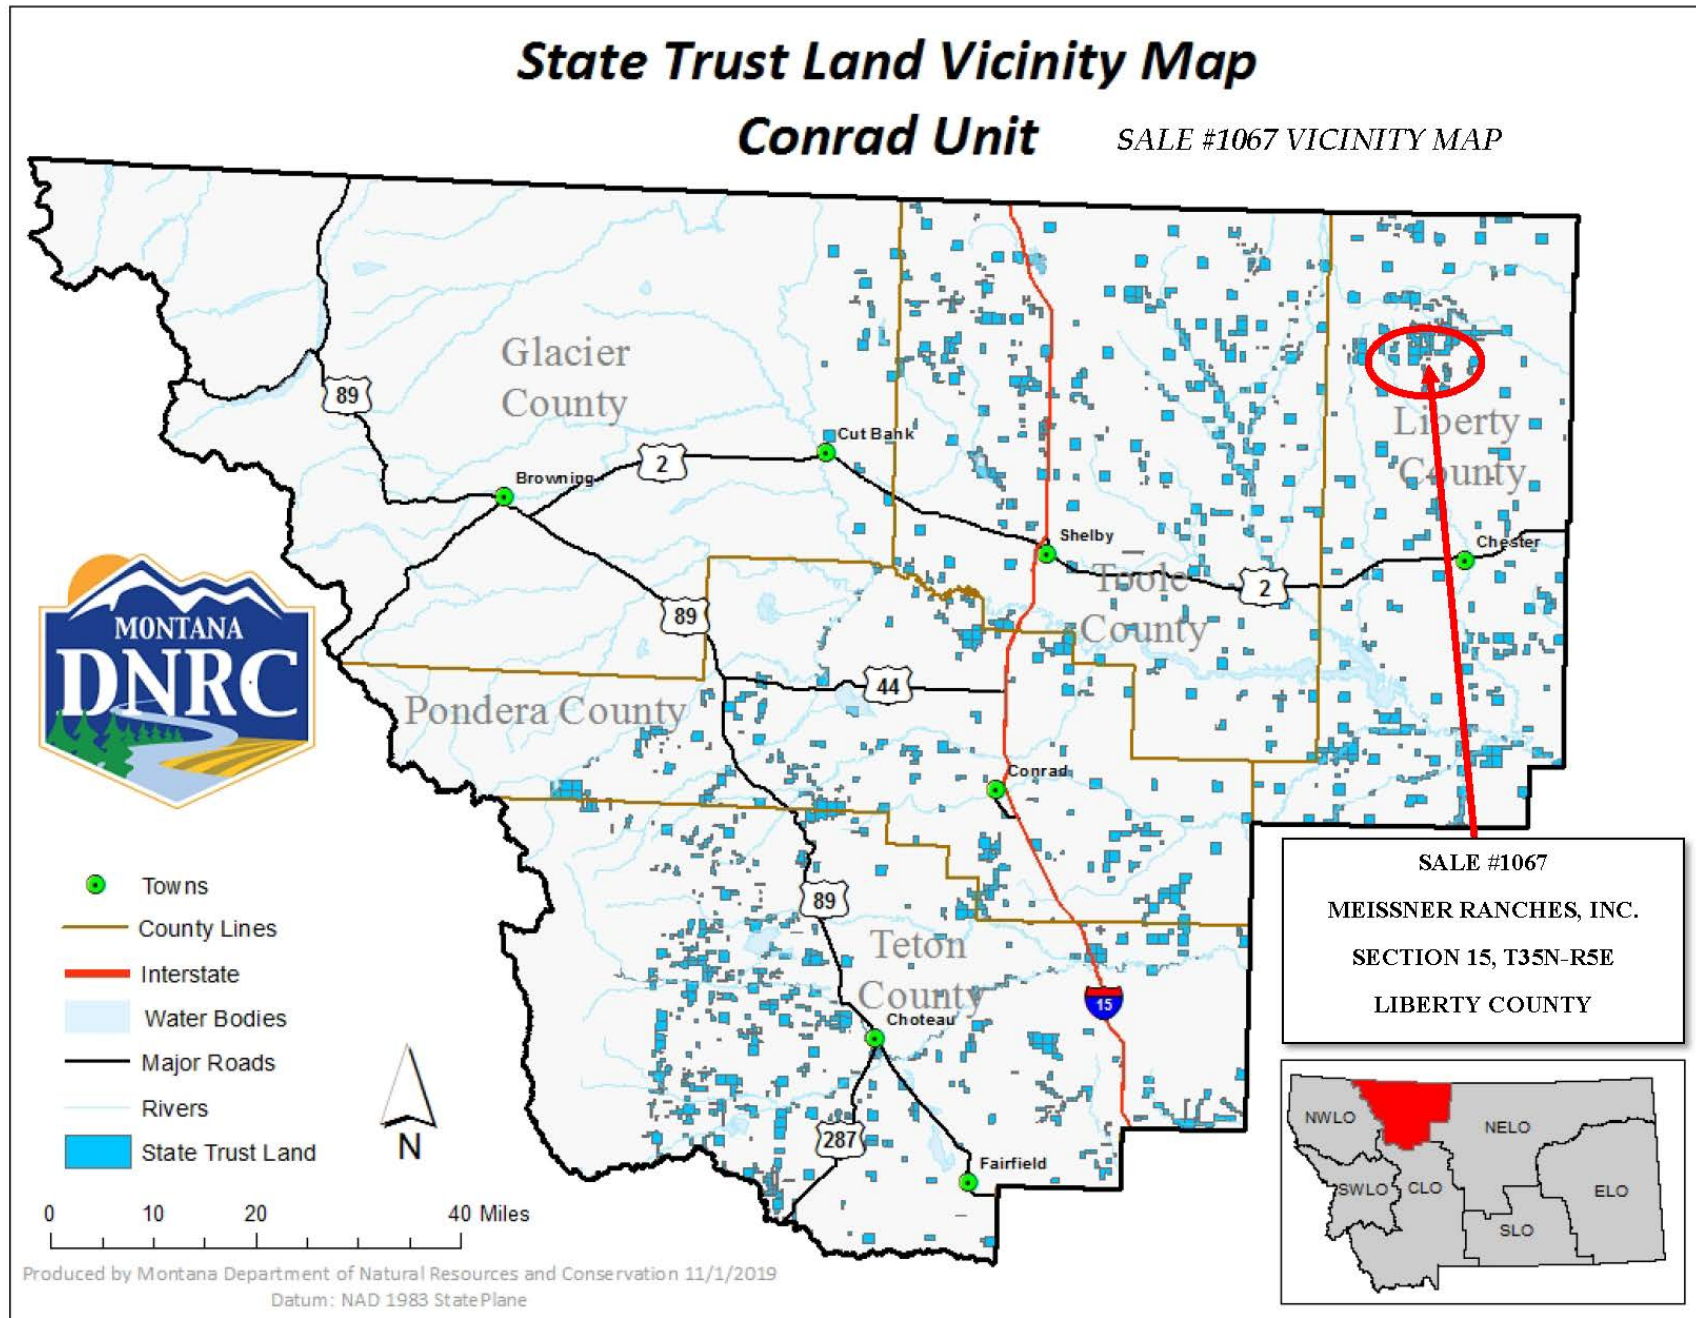 State Trust Land Vicinity Map
Conrad Unit
SALE #1067 VICINITY MAP
Glacier
County
89
Cut Bank
2
Browning
Liberty
County
Shelby
Chester
Toole
County
2
89
MONTANA
DNRC
44
Pondera County
Conrad
SALE #1067
MEISSNER RANCHES, INC.
SECTION 15, T35N-R5E
LIBERTY COUNTY
Towns
County Lines
Interstate
Water Bodies
Major Roads
Rivers
State Trust Land
89
Teton
County
15
Choteau
N
287
Fairfield
NWLO
NELO
SWLO
CLO
ELO
SLO
0 10 20 40 Miles
Produced by Montana Department of Natural Resources and Conservation 11/1/2019
Datum: NAD 1983 StatePlane